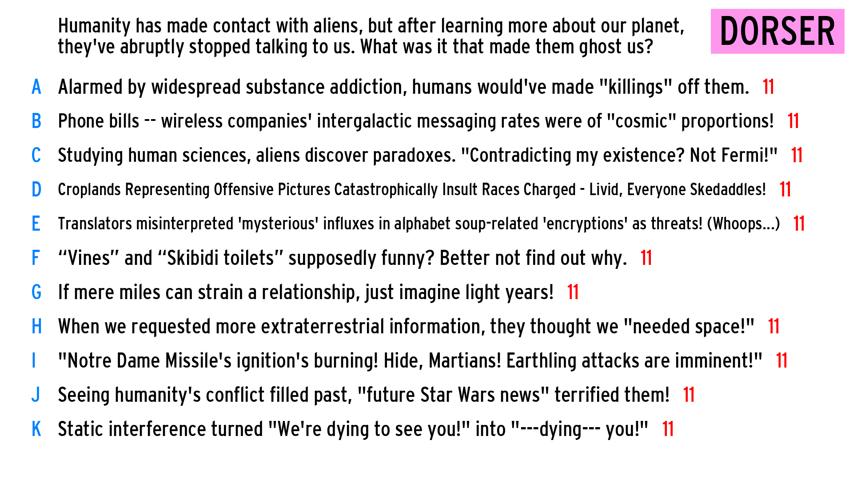 Humanity has made contact with aliens, but after learning more about our planet,
they've abruptly stopped talking to us. What was it that made them ghost us?
DORSER
A Alarmed by widespread substance addiction, humans would've made "killings" off them. 11
B Phone bills -- wireless companies' intergalactic messaging rates were of "cosmic" proportions! 11
C Studying human sciences, aliens discover paradoxes. "Contradicting my existence? Not Fermi!" 11
D Croplands Representing Offensive Pictures Catastrophically Insult Races Charged - Livid, Everyone Skedaddles! 11
E Translators misinterpreted 'mysterious' influxes in alphabet soup-related 'encryptions' as threats! (Whoops...) 11
F “Vines” and “Skibidi toilets” supposedly funny? Better not find out why. 11
G If mere miles can strain a relationship, just imagine light years! 11
H When we requested more extraterrestrial information, they thought we "needed space!" 11
I "Notre Dame Missile's ignition's burning! Hide, Martians! Earthling attacks are imminent!" 11
J Seeing humanity's conflict filled past, "future Star Wars news" terrified them! 11
K Static interference turned "We're dying to see you!" into "---dying--- you!" 11